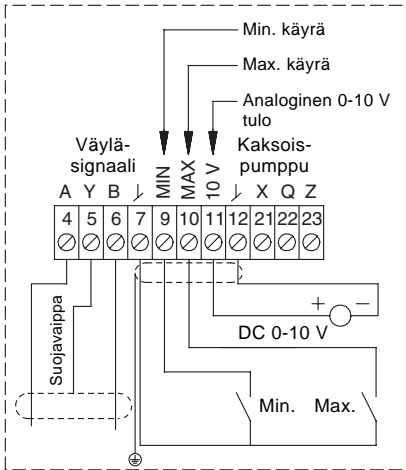 Min. käyrä
Max. käyrä
Analoginen 0-10 V
tulo
Väylä-
signaali
Kaksois-
pumppu
A Y B MIN MAX 10 V X Q Z
4 5 6 7 9 10 11 12 21 22 23
+ −
DC 0-10 V
Suojavaippa
Min. Max.